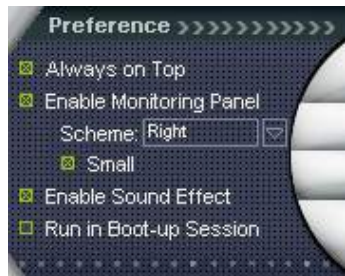 Preference >>>>>>>>>>>
Always on Top
Enable Monitoring Panel
Scheme: Right
Small
Enable Sound Effect
Run in Boot-up Session